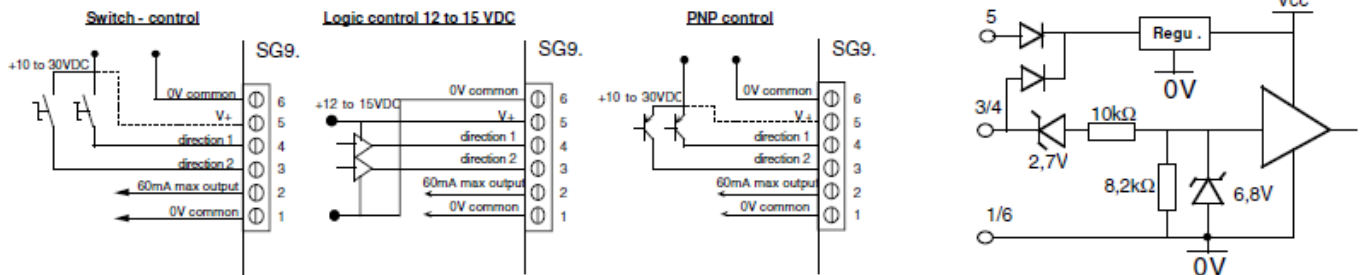 Switch - control
SG9.
+10 to 30VDC
0V common
6
V+
5
direction 1
4
direction 2
3
60mA max output
2
0V common
1
Logic control 12 to 15 VDC
SG9.
+12 to 15VDC
0V common
6
V+
5
direction 1
4
direction 2
3
60mA max output
2
0V common
1
PNP control
SG9.
+10 to 30VDC
0V common
6
V+
5
direction 1
4
direction 2
3
60mA max output
2
0V common
1
Vcc
5
Regu .
0V
3/4
10kΩ
2,7V
8,2kΩ
6,8V
1/6
0V